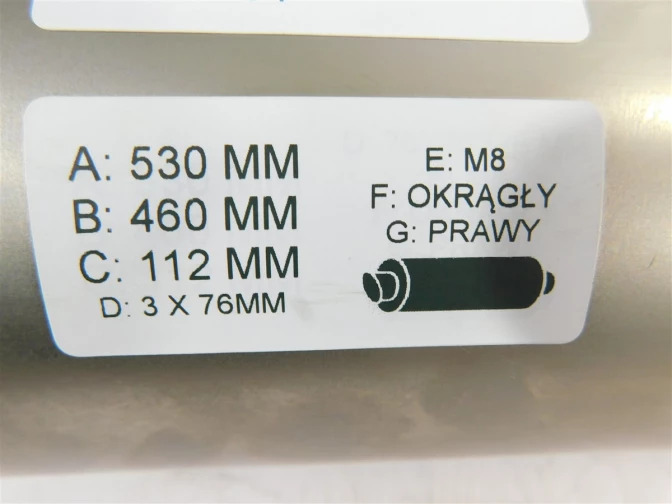 A: 530 MM
B: 460 MM
C: 112 MM
D: 3 X 76MM
E: M8
F: OKRĄGŁY
G: PRAWY